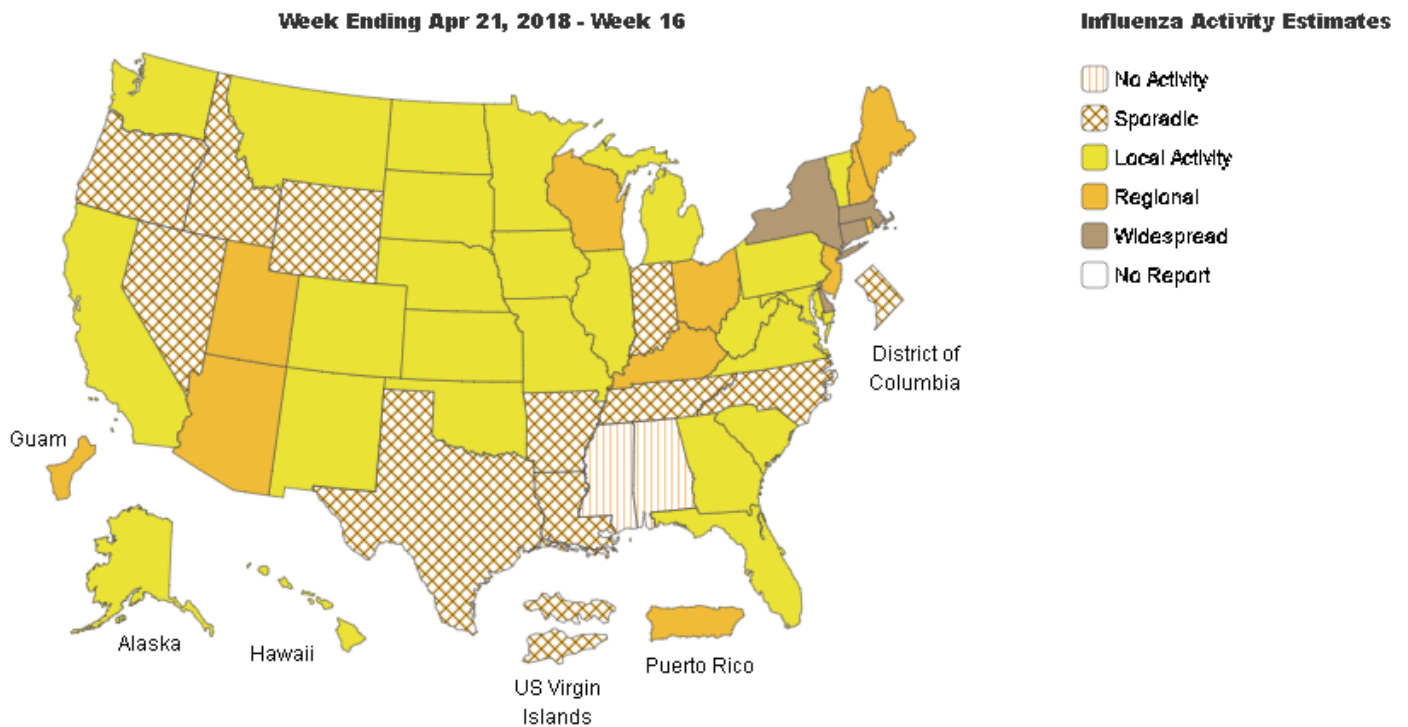 Week Ending Apr 21, 2018 - Week 16
Influenza Activity Estimates
No Activity
Sporadic
Local Activity
Regional
Widespread
No Report
District of
Columbia
Guam
Alaska
Hawaii
US Virgin
Islands
Puerto Rico